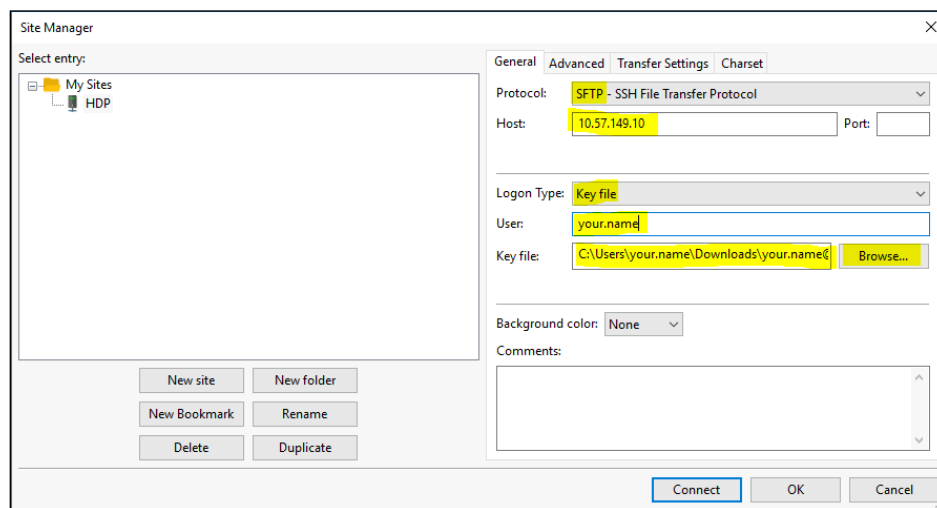 Site Manager
Select entry:
My Sites
HDP
New site
New folder
New Bookmark
Rename
Delete
Duplicate
General
Advanced
Transfer Settings
Charset
Protocol:
SFTP - SSH File Transfer Protocol
Host:
10.57.149.10
Port:
Logon Type:
Key file
User:
your.name
Key file:
C:\Users\your.name\Downloads\your.name@
Browse...
Background color:
None
Comments:
Connect
OK
Cancel